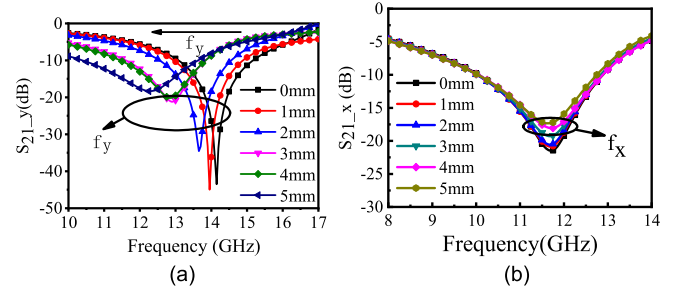 0
-10
-20
-30
-40
-50
S21_y(dB)
f_y
f_y
0mm
1mm
2mm
3mm
4mm
5mm
10 11 12 13 14 15 16 17
Frequency (GHz)
(a)
-5
-10
-15
-20
-25
-30
S21_x (dB)
0mm
1mm
2mm
3mm
4mm
5mm
f_x
8 9 10 11 12 13 14
Frequency(GHz)
(b)